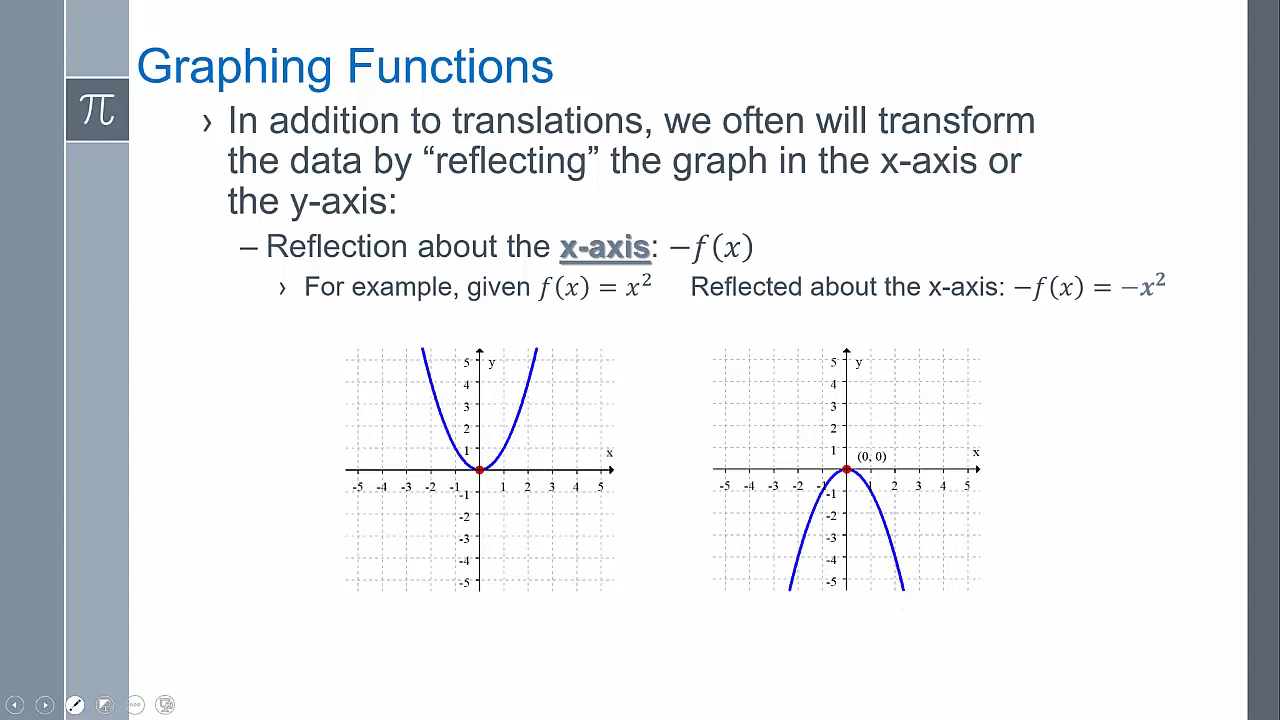 Graphing Functions
π
› In addition to translations, we often will transform
the data by “reflecting” the graph in the x-axis or
the y-axis:
– Reflection about the x-axis: −f(x)
› For example, given f(x) = x² Reflected about the x-axis: −f(x) = −x²
y
5
4
3
2
1
x
-5 -4 -3 -2 -1 1 2 3 4 5
-1
-2
-3
-4
-5
y
5
4
3
2
1
(0, 0)
x
-5 -4 -3 -2 -1 1 2 3 4 5
-1
-2
-3
-4
-5